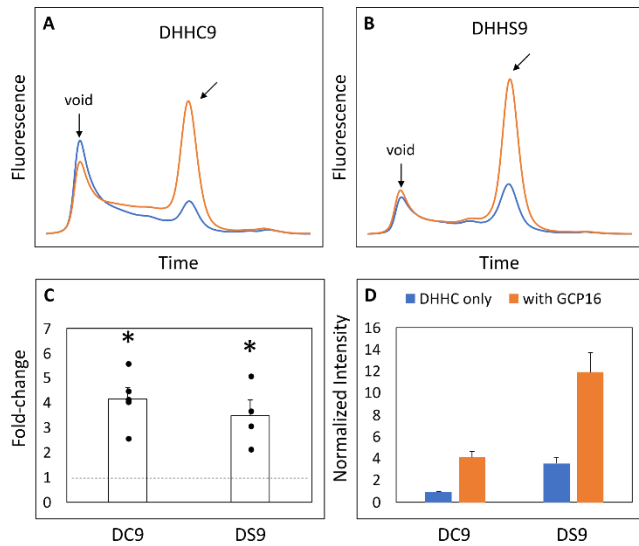 A
DHHC9
Fluorescence
void
Time
B
DHHS9
Fluorescence
void
Time
C
Fold-change
7
6
5
4
3
2
1
0
*
*
DC9
DS9
D
DHHC only
with GCP16
Normalized Intensity
16
14
12
10
8
6
4
2
0
DC9
DS9